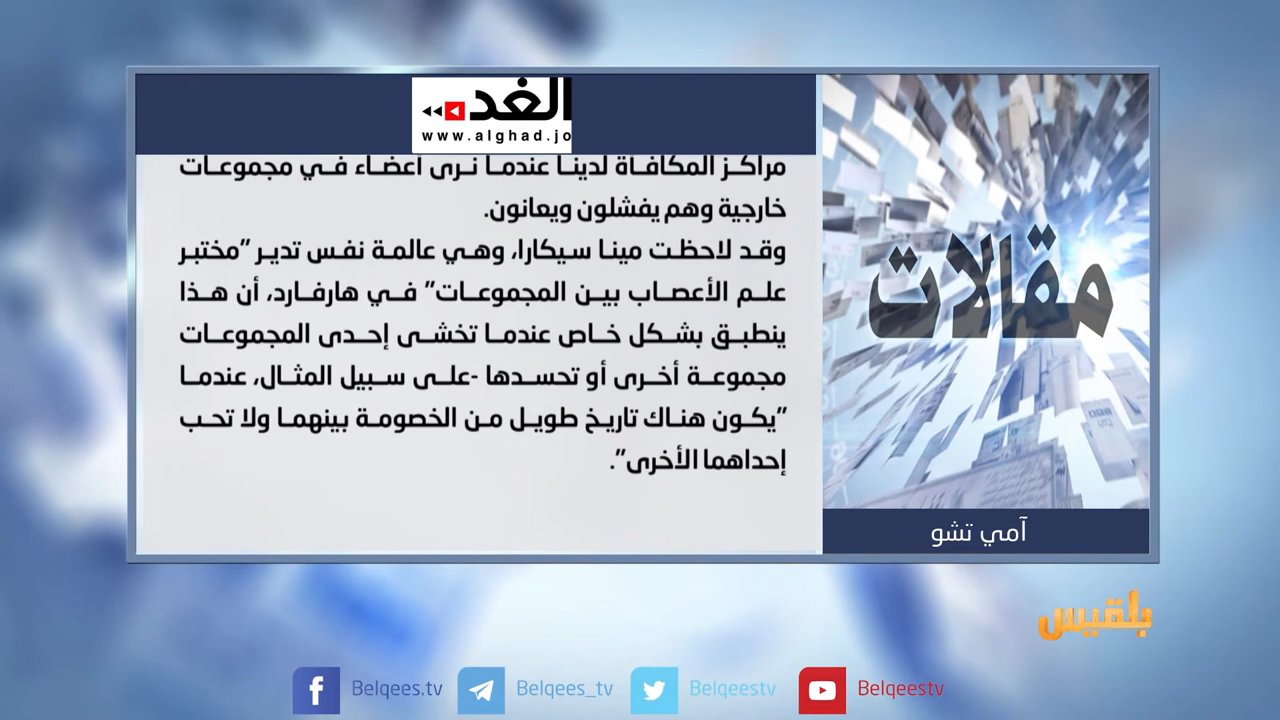 الغد
www.alghad.jo
مراكز المكافأة لدينا عندما نرى أعضاء في مجموعات
خارجية وهم يفشلون ويعانون.
وقد لاحظت مينا سيكارا، وهي عالمة نفس تدير "مختبر
علم الأعصاب بين المجموعات" في هارفارد، أن هذا
ينطبق بشكل خاص عندما تخشى إحدى المجموعات
مجموعة أخرى أو تحسدها -على سبيل المثال، عندما
"يكون هناك تاريخ طويل من الخصومة بينهما ولا تحب
إحداهما الأخرى".
مقالات
آمي تشو
بلقيس
Belqees.tv
Belqees_tv
Belqeestv
Belqeestv